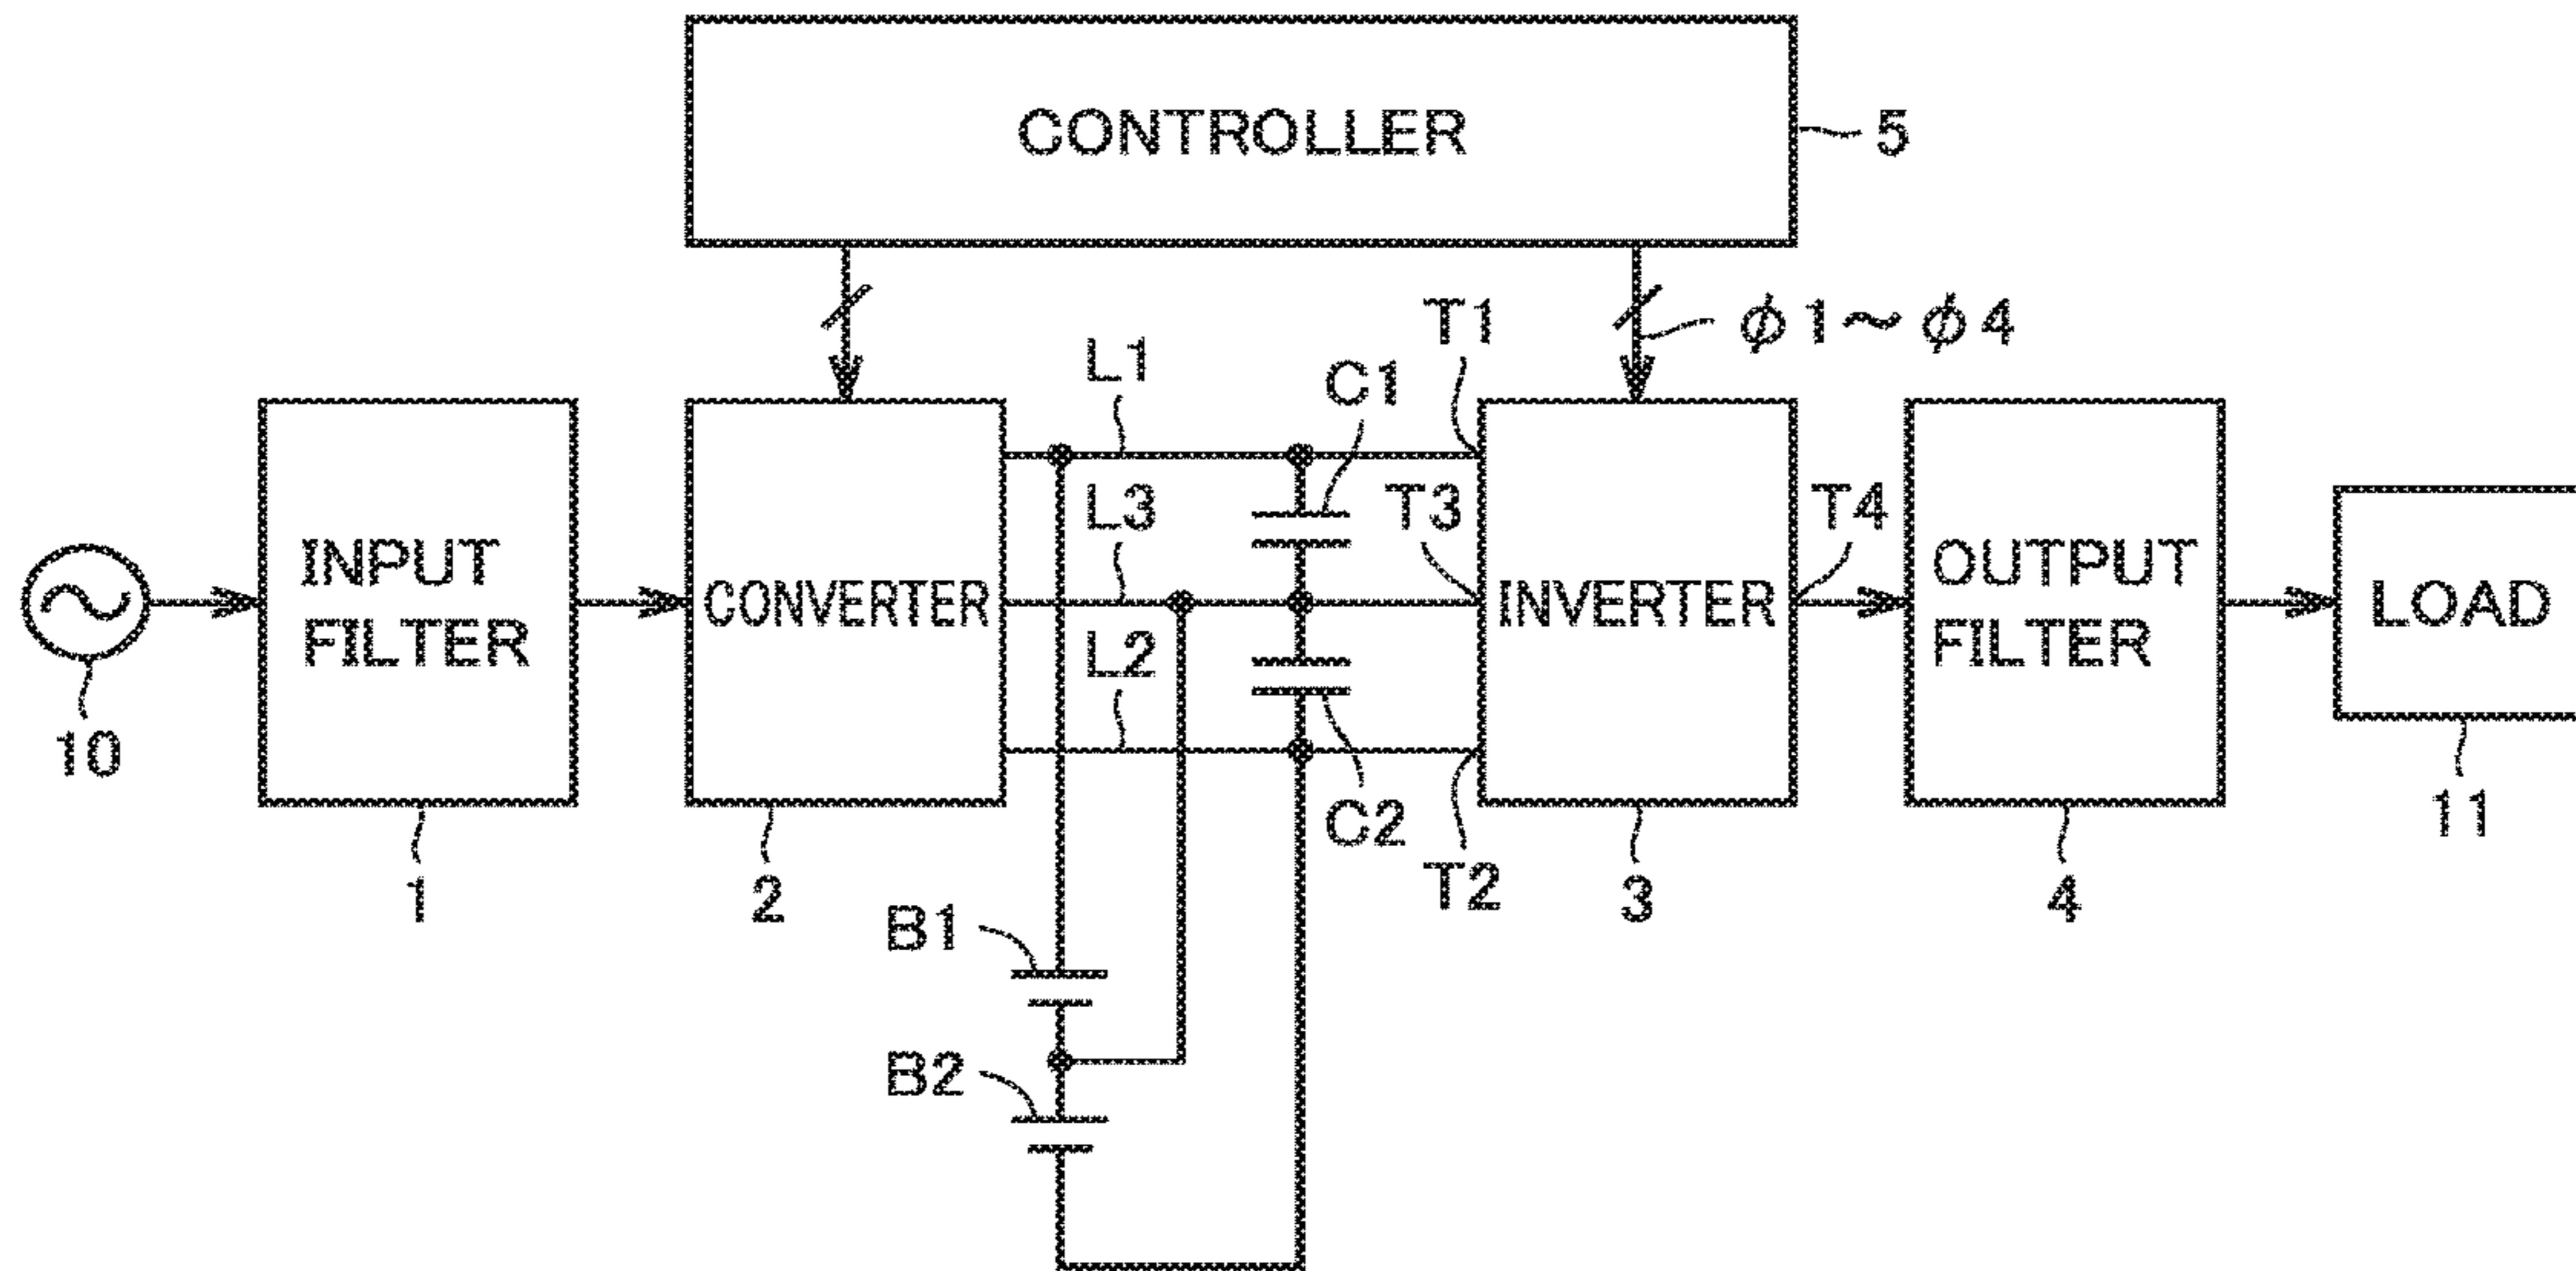 CONTROLLER
5
T1
φ1～φ4
L1
C1
L3
T3
T4
INPUT
FILTER
CONVERTER
INVERTER
OUTPUT
FILTER
LOAD
L2
10
C2
11
T2
1
2
3
4
B1
B2